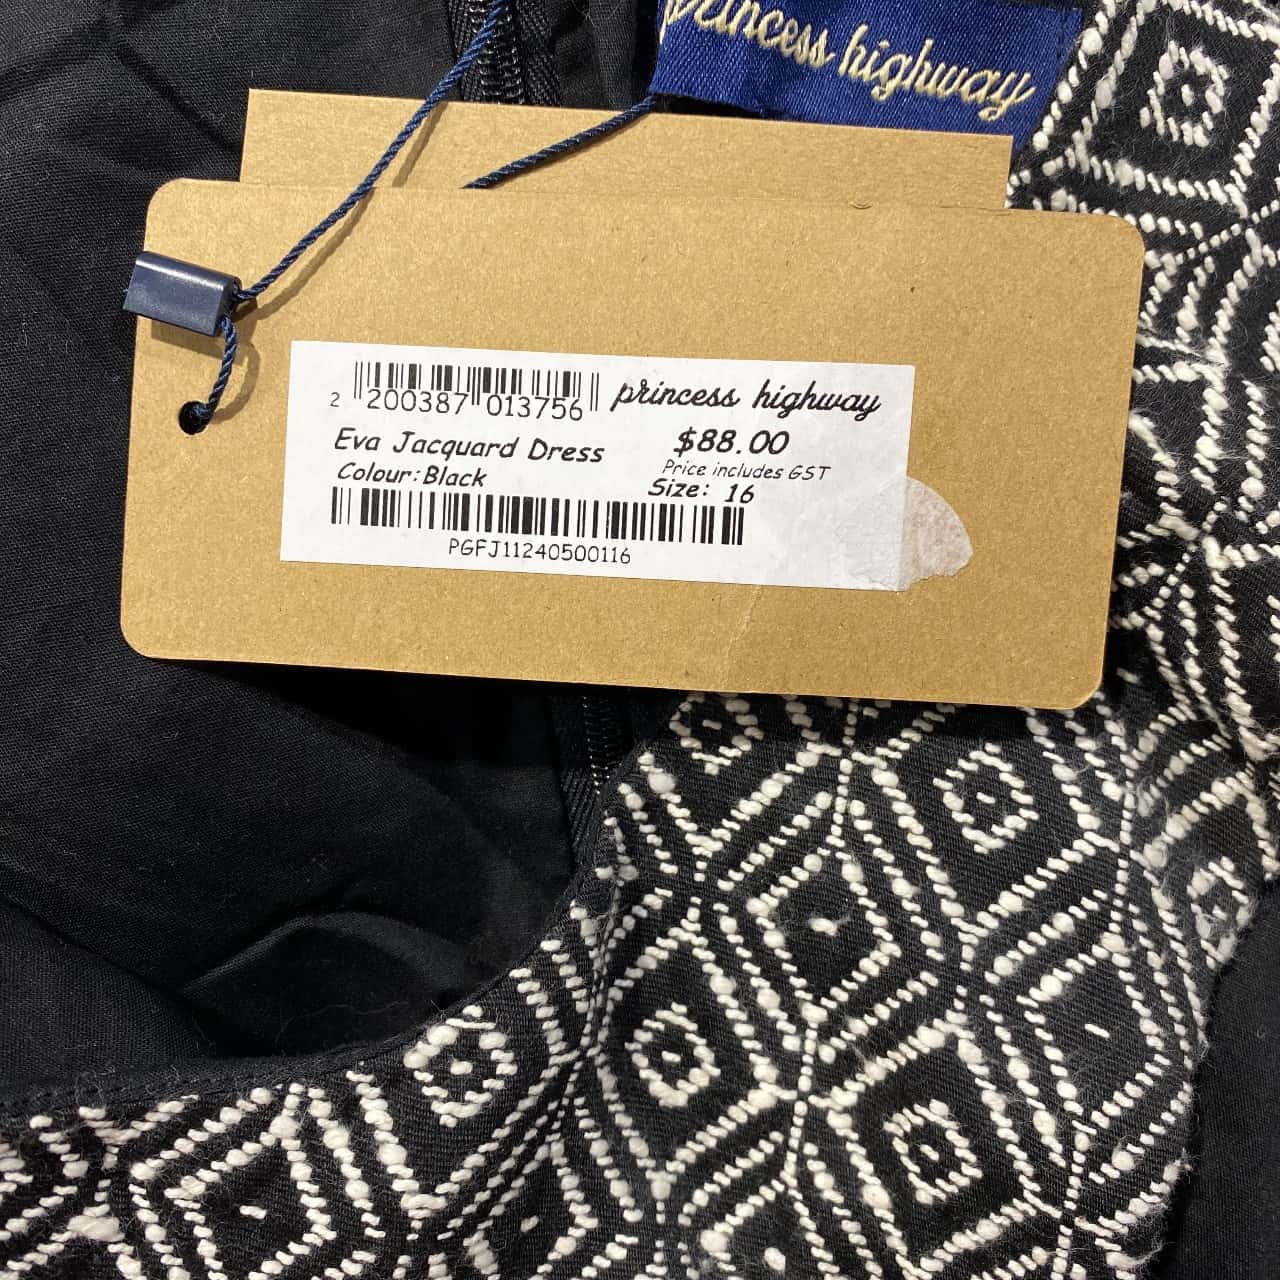 princess highway
2 200387 013756 princess highway
Eva Jacquard Dress $88.00
Colour:Black Price includes GST
Size: 16
PGFJ11240500116